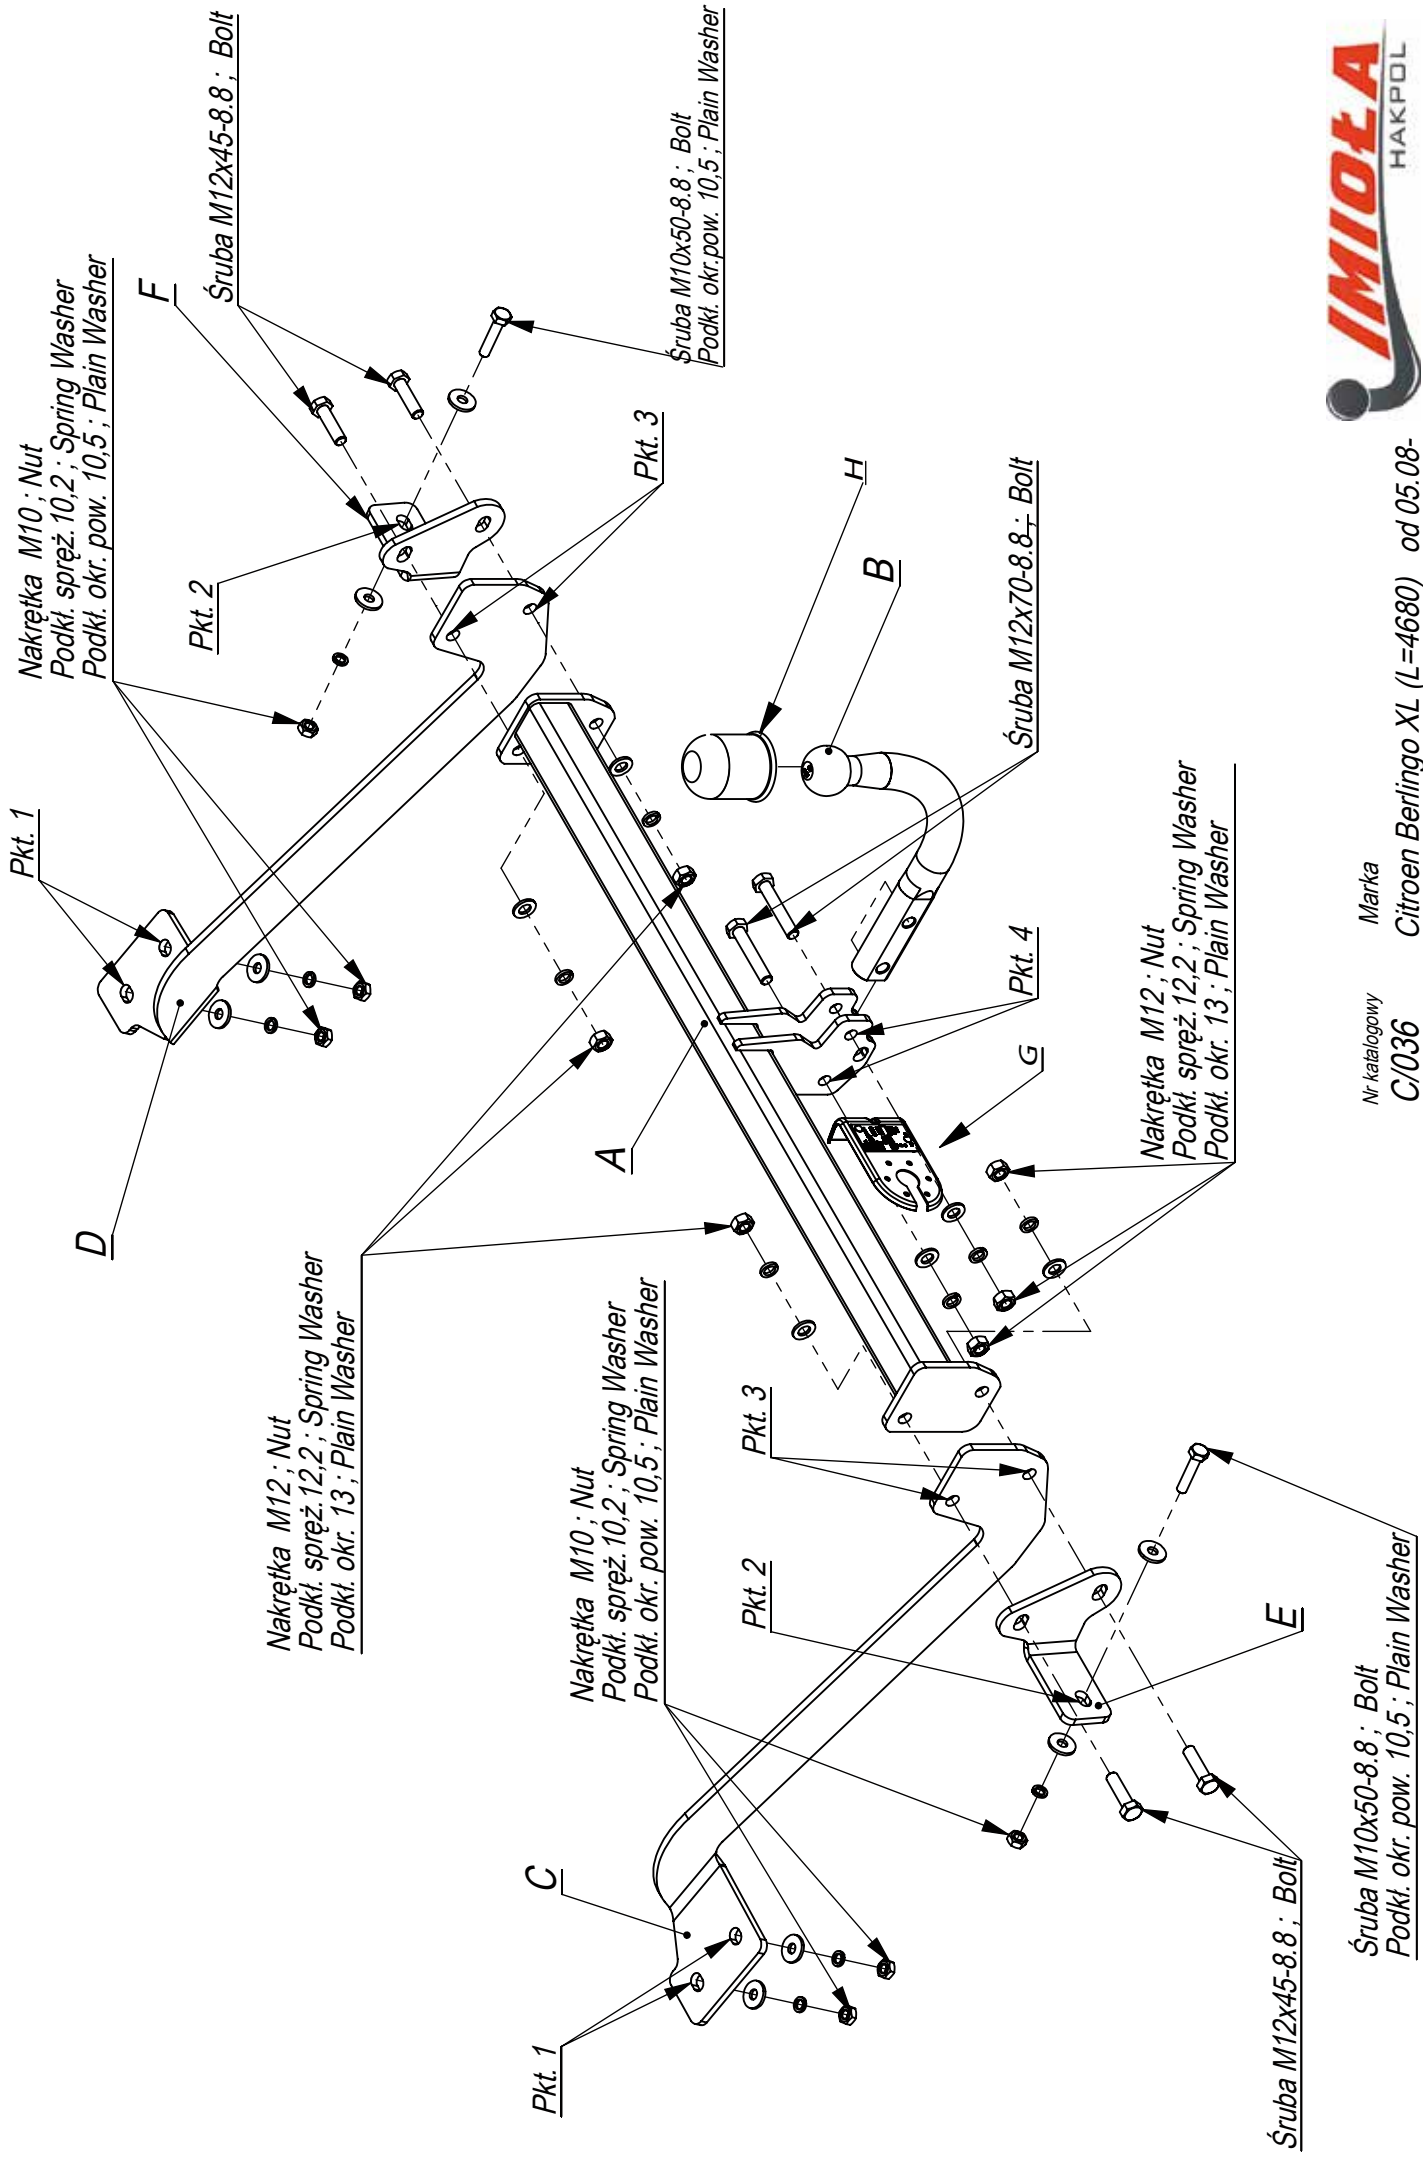 Nakrętka M10 ; Nut
Podkł. spręż. 10,2 ; Spring Washer
Podkł. okr. pow. 10,5 ; Plain Washer
Śruba M12x45-8.8 ; Bolt
F
Śruba M10x50-8.8 ; Bolt
Podkł. okr.pow. 10,5 ; Plain Washer
Pkt. 1
Pkt. 2
Pkt. 3
D
H
Śruba M12x70-8.8 ; Bolt
B
A
Pkt. 4
G
Nakrętka M12 ; Nut
Podkł. spręż.12,2 ; Spring Washer
Podkł. okr. 13 ; Plain Washer
Nakrętka M12 ; Nut
Podkł. spręż.12,2 ; Spring Washer
Podkł. okr. 13 ; Plain Washer
Nakrętka M10 ; Nut
Podkł. spręż. 10,2 ; Spring Washer
Podkł. okr. pow. 10,5 ; Plain Washer
Pkt. 3
Pkt. 2
E
C
Pkt. 1
Śruba M12x45-8.8 ; Bolt
Śruba M10x50-8.8 ; Bolt
Podkł. okr. pow. 10,5 ; Plain Washer
Nr katalogowy
C/036
Marka
Citroen Berlingo XL (L=4680) od 05.08-
IMIOŁA
HAKPOL